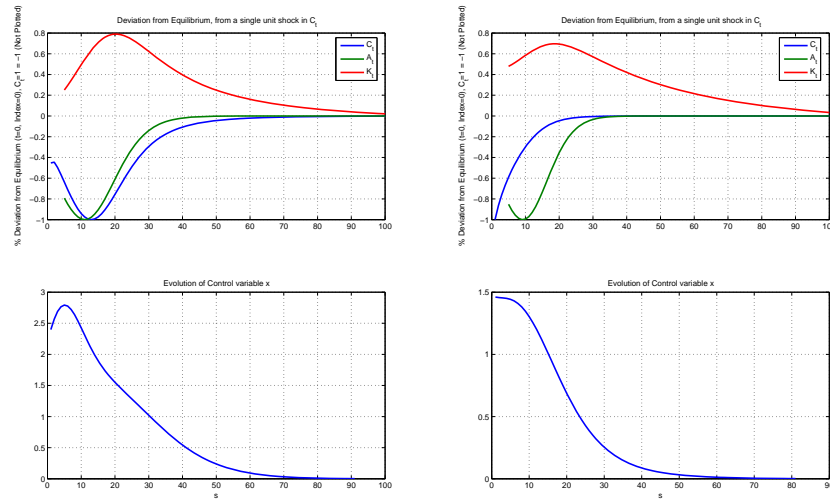 Deviation from Equilibrium, from a single unit shock in C_t
% Deviation from Equilibrium (t=0, Index=0), C_t=1 = −1 (Not Plotted)
0.8
0.6
0.4
0.2
0
−0.2
−0.4
−0.6
−0.8
−1
0 10 20 30 40 50 60 70 80 90 100
C_t
A_t
K_t
Deviation from Equilibrium, from a single unit shock in C_t
% Deviation from Equilibrium (t=0, Index=0), C_t=1 = −1 (Not Plotted)
0.8
0.6
0.4
0.2
0
−0.2
−0.4
−0.6
−0.8
−1
0 10 20 30 40 50 60 70 80 90 100
C_t
A_t
K_t
Evolution of Control variable x
3
2.5
2
1.5
1
0.5
0
0 10 20 30 40 50 60 70 80 90 100
s
Evolution of Control variable x
1.5
1
0.5
0
0 10 20 30 40 50 60 70 80 90
s